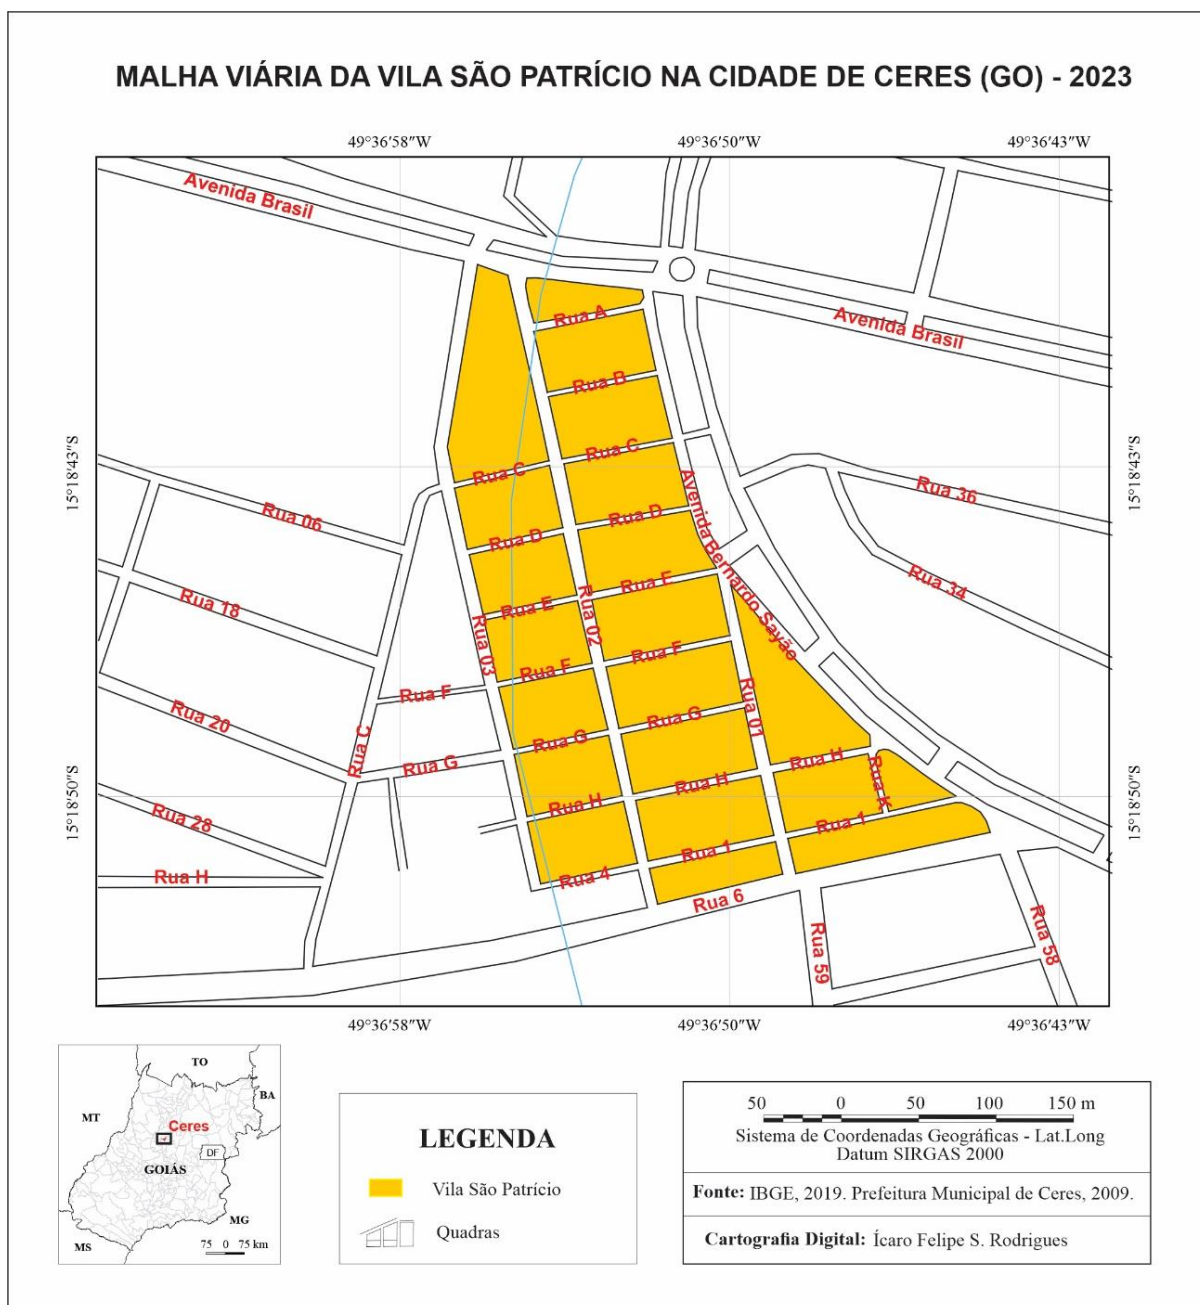 MALHA VIÁRIA DA VILA SÃO PATRÍCIO NA CIDADE DE CERES (GO) - 2023
49°36'58"W
49°36'50"W
49°36'43"W
Avenida Brasil
Rua A
Avenida Brasil
Rua B
15°18'43"S
15°18'43"S
Rua C
Rua C
Avenida Bernardo Sayão
Rua 36
Rua 06
Rua D
Rua D
Rua 34
Rua 18
Rua E
Rua E
Rua 02
Rua 03
Rua F
Rua F
Rua F
Rua 01
Rua 20
Rua C
Rua G
Rua G
Rua G
Rua H
Rua K
15°18'50"S
15°18'50"S
Rua 28
Rua H
Rua H
Rua 1
Rua 1
Rua H
Rua 4
Rua 6
Rua 59
Rua 58
49°36'58"W
49°36'50"W
49°36'43"W
TO
BA
MT
Ceres
DF
GOIÁS
MG
MS
75 0 75 km
LEGENDA
Vila São Patrício
Quadras
50 0 50 100 150 m
Sistema de Coordenadas Geográficas - Lat.Long
Datum SIRGAS 2000
Fonte: IBGE, 2019. Prefeitura Municipal de Ceres, 2009.
Cartografia Digital: Ícaro Felipe S. Rodrigues